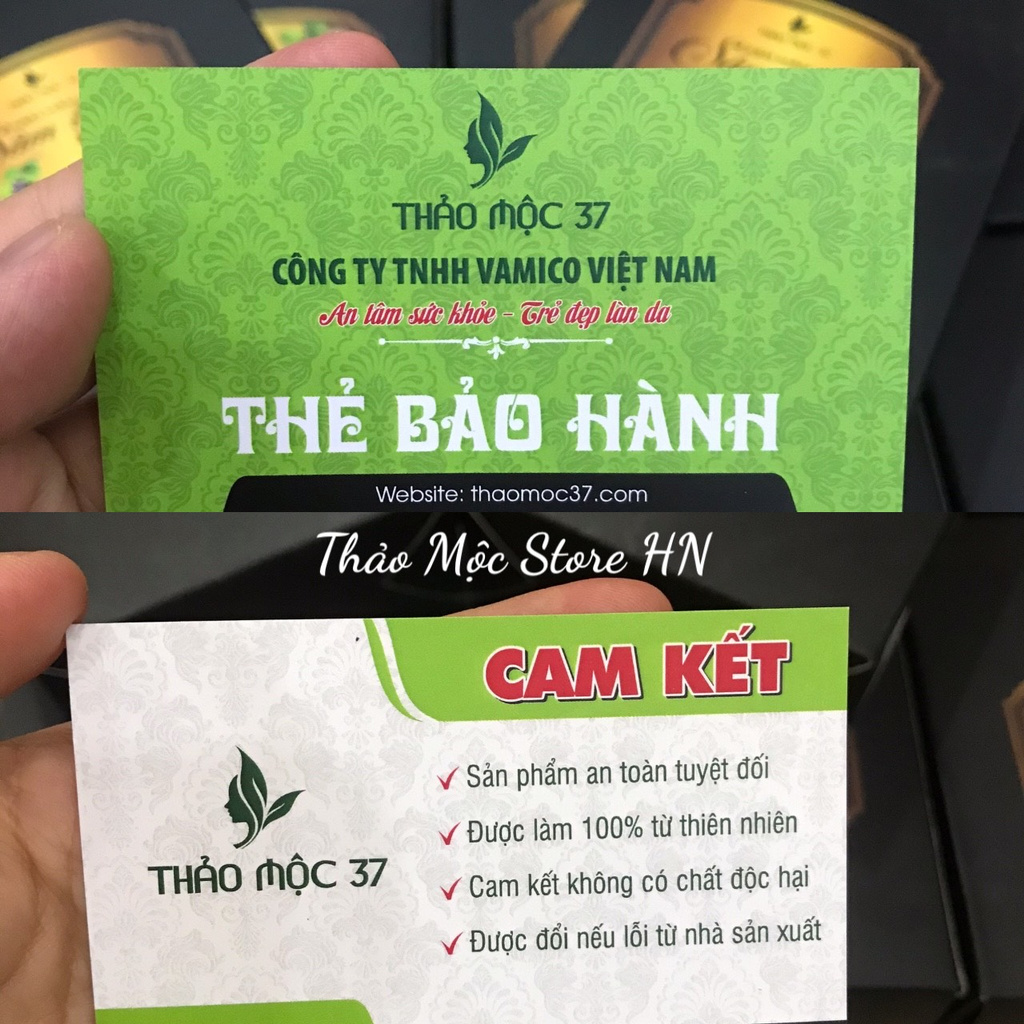 THẢO MỘC 37
CÔNG TY TNHH VAMICO VIỆT NAM
An tâm sức khỏe - Trẻ đẹp làn da
THẺ BẢO HÀNH
Website: thaomoc37.com
Thảo Mộc Store HN
CAM KẾT
Sản phẩm an toàn tuyệt đối
Được làm 100% từ thiên nhiên
Cam kết không có chất độc hại
Được đổi nếu lỗi từ nhà sản xuất
THẢO MỘC 37